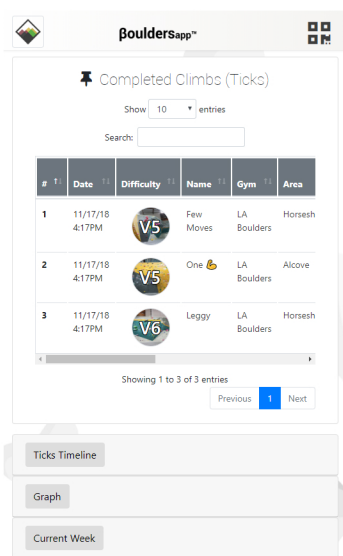 βouldersapp™
Completed Climbs (Ticks)
Show 10 entries
Search:
# Date Difficulty Name Gym Area
1 11/17/18 4:17PM V5 Few Moves LA Boulders Horsesh
2 11/17/18 4:17PM V5 One 💪 LA Boulders Alcove
3 11/17/18 4:17PM V6 Leggy LA Boulders Horsesh
Showing 1 to 3 of 3 entries
Previous 1 Next
Ticks Timeline
Graph
Current Week